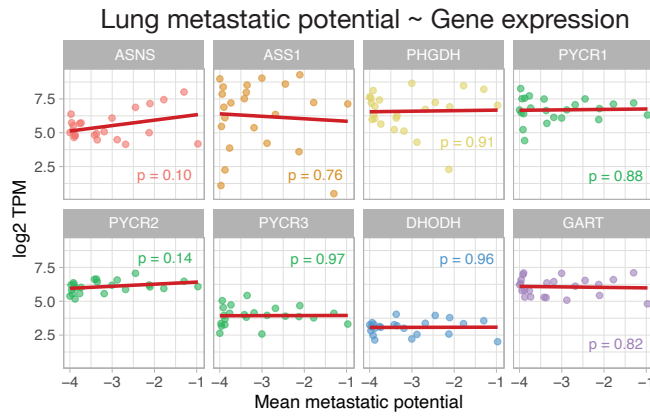 Lung metastatic potential ~ Gene expression
ASNS ASS1 PHGDH PYCR1
7.5
5.0
2.5
p = 0.10 p = 0.76 p = 0.91 p = 0.88
log2 TPM
PYCR2 PYCR3 DHODH GART
7.5
5.0
2.5
p = 0.14 p = 0.97 p = 0.96 p = 0.82
-4 -3 -2 -1 -4 -3 -2 -1 -4 -3 -2 -1 -4 -3 -2 -1
Mean metastatic potential